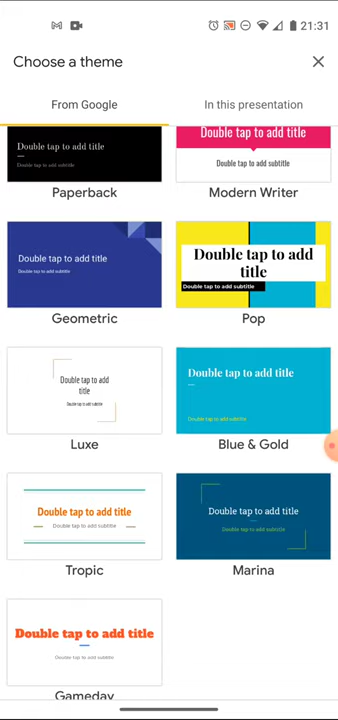 21:31
Choose a theme
From Google
In this presentation
Double tap to add title
Double tap to add subtitle
Paperback
Double tap to add title
Double tap to add subtitle
Modern Writer
Double tap to add title
Double tap to add subtitle
Geometric
Double tap to add
title
Double tap to add subtitle
Pop
Double tap to add
title
Double tap to add subtitle
Luxe
Double tap to add title
Double tap to add subtitle
Blue & Gold
Double tap to add title
Double tap to add subtitle
Tropic
Double tap to add title
Double tap to add subtitle
Marina
Double tap to add title
Double tap to add subtitle
Gameday